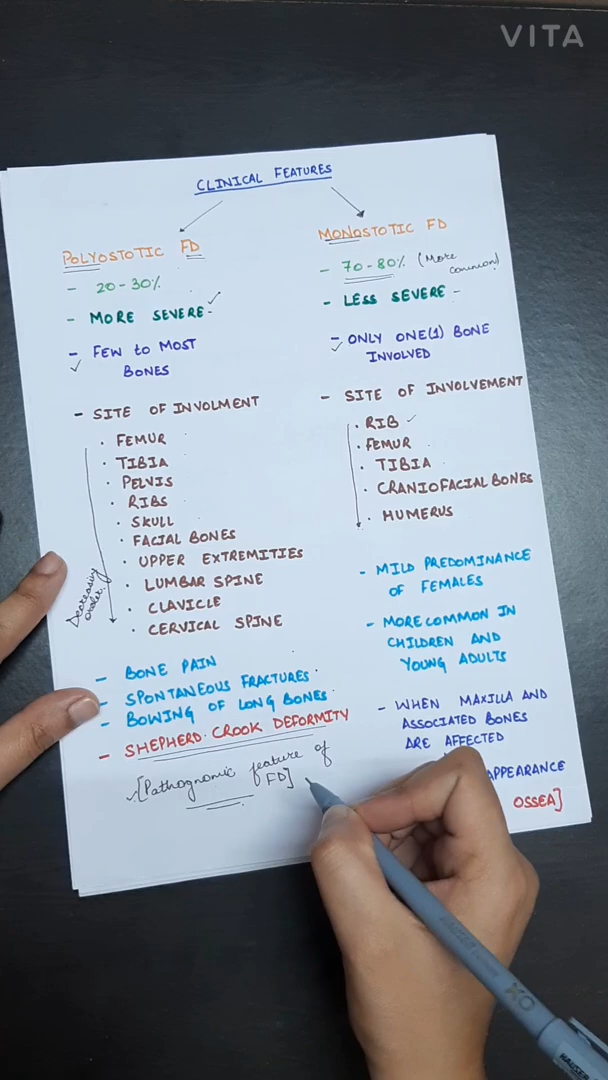 VITA
CLINICAL FEATURES
POLYOSTOTIC FD
- 20-30%
- MORE SEVERE -
- FEW to MOST
BONES
- SITE OF INVOLMENT
· FEMUR
· TIBIA
· PELVIS
· RIBS
· SKULL
· FACIAL BONES
· UPPER EXTREMITIES
· LUMBAR SPINE
· CLAVICLE
· CERVICAL SPINE
Decreasing
order
- BONE PAIN
- SPONTANEOUS FRACTURES
- BOWING OF LONG BONES
- SHEPHERD CROOK DEFORMITY
[Pathognomic feature of
FD]
MONOSTOTIC FD
- 70-80% (More
common)
- LESS SEVERE -
- ONLY ONE(1) BONE
INVOLVED
- SITE OF INVOLVEMENT
· RIB
· FEMUR
· TIBIA
· CRANIOFACIAL BONES
· HUMERUS
- MILD PREDOMINANCE
OF FEMALES
- MORE COMMON IN
CHILDREN AND
YOUNG ADULTS
- WHEN MAXILLA AND
ASSOCIATED BONES
ARE AFFECTED
APPEARANCE
OSSEA]
XO
HAUSER